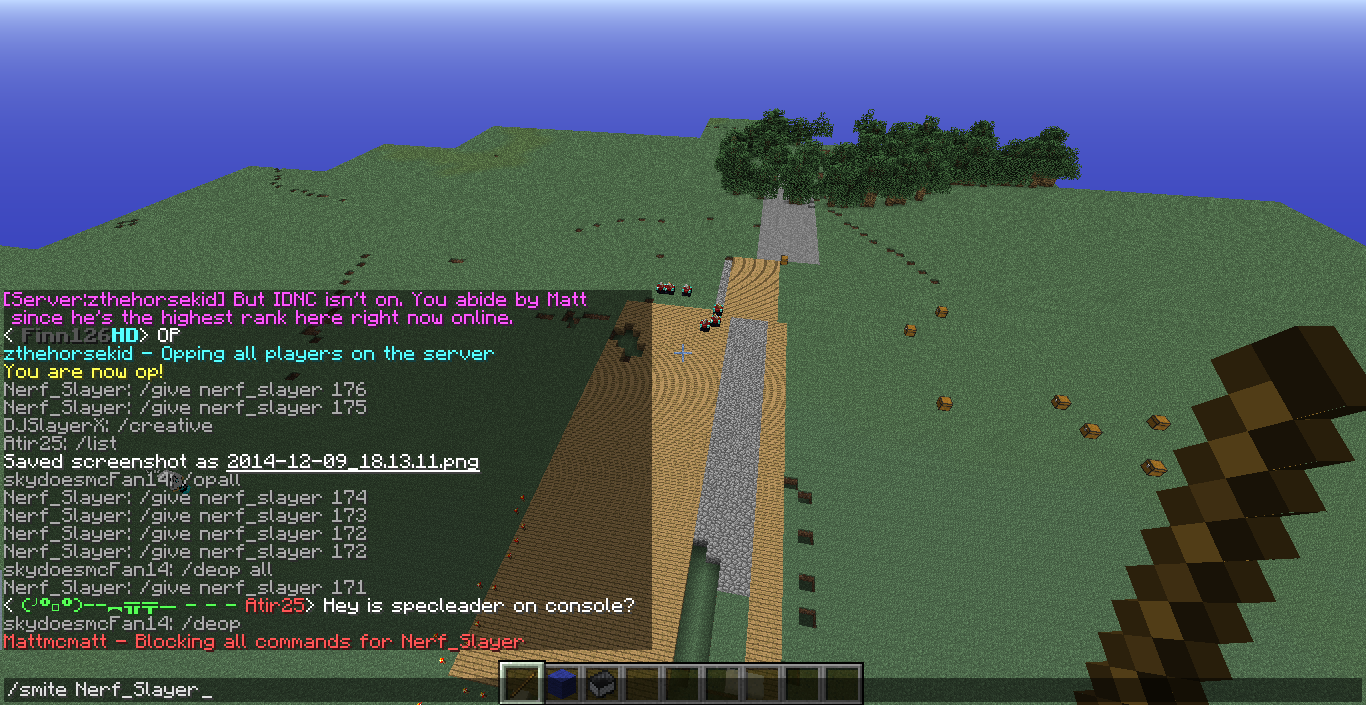 [Server:zthehorsekid] But IDNC isn't on. You abide by Matt
since he's the highest rank here right now online.
< Finn126HD> OP
zthehorsekid - Opping all players on the server
You are now op!
Nerf_Slayer: /give nerf_slayer 176
Nerf_Slayer: /give nerf_slayer 175
DJSlayerX: /creative
Atir25: /list
Saved screenshot as 2014-12-09_18.13.11.png
skydoesmcFan14: /opall
Nerf_Slayer: /give nerf_slayer 174
Nerf_Slayer: /give nerf_slayer 173
Nerf_Slayer: /give nerf_slayer 172
Nerf_Slayer: /give nerf_slayer 172
skydoesmcFan14: /deop all
Nerf_Slayer: /give nerf_slayer 171
< (╯°□°)--︵╥╥— - - - Atir25> Hey is specleader on console?
skydoesmcFan14: /deop
Mattmcmatt - Blocking all commands for Nerf_Slayer
/smite Nerf_Slayer_